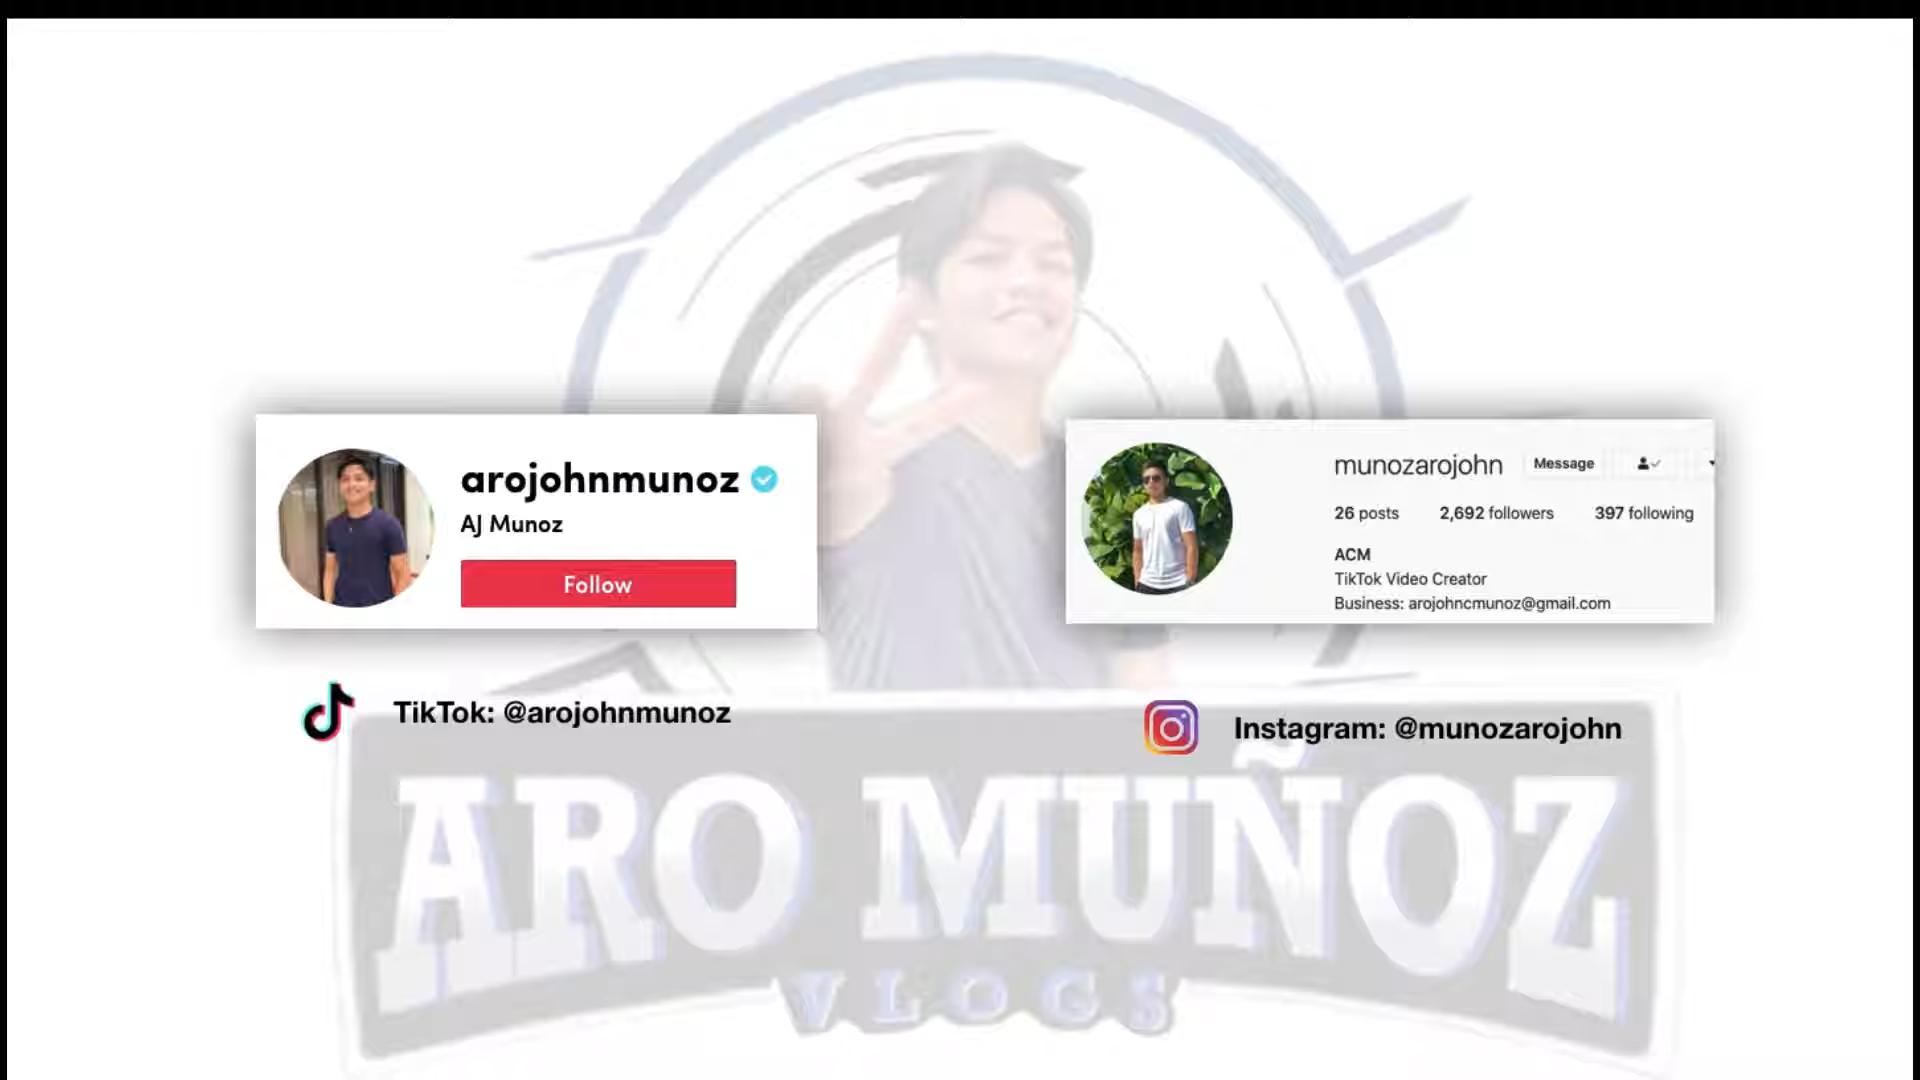 arojohnmunoz
AJ Munoz
Follow
munozarojohn Message
26 posts 2,692 followers 397 following
ACM
TikTok Video Creator
Business: arojohncmunoz@gmail.com
TikTok: @arojohnmunoz
Instagram: @munozarojohn
ARO MUÑOZ
VLOGS